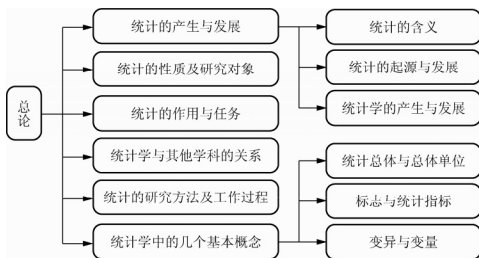 总论
统计的产生与发展
统计的性质及研究对象
统计的作用与任务
统计学与其他学科的关系
统计的研究方法及工作过程
统计学中的几个基本概念
统计的含义
统计的起源与发展
统计学的产生与发展
统计总体与总体单位
标志与统计指标
变异与变量